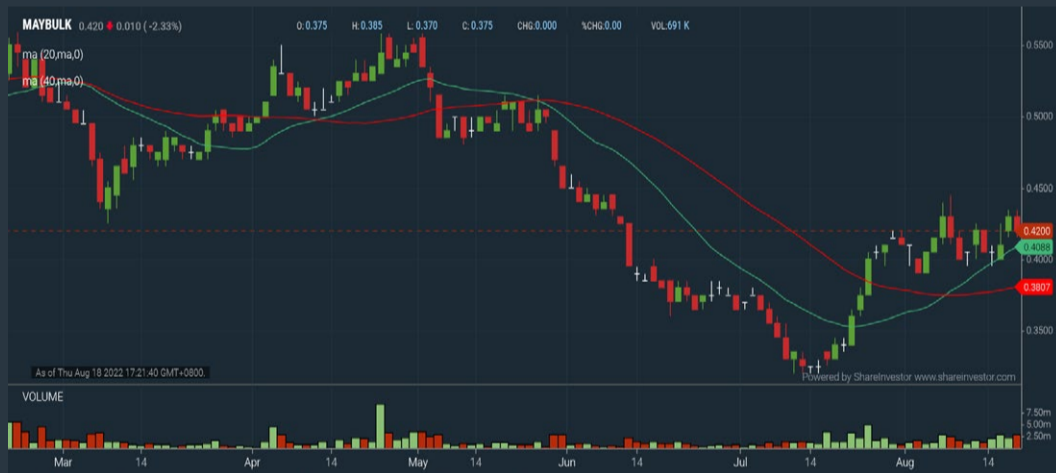 MAYBULK 0.420 0.010 ( -2.33%) O: 0.375 H: 0.385 L: 0.370 C: 0.375 CHG:0.000 %CHG:0.00 VOL:691 K
ma (20,ma,0)
ma (40,ma,0)
0.5500
0.5000
0.4500
0.4200
0.4088
0.4000
0.3807
0.3500
As of Thu Aug 18 2022 17:21:40 GMT+0800.
Powered by ShareInvestor www.shareinvestor.com
VOLUME
7.50m
5.00m
2.50m
Mar 14 Apr 14 May 14 Jun 14 Jul 14 Aug 14